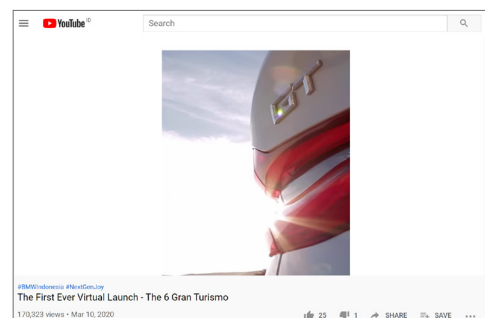 YouTube ID
Search
GT
#BMWIndonesia #NextGenJoy
The First Ever Virtual Launch - The 6 Gran Turismo
170,323 views • Mar 10, 2020
25
1
SHARE
SAVE